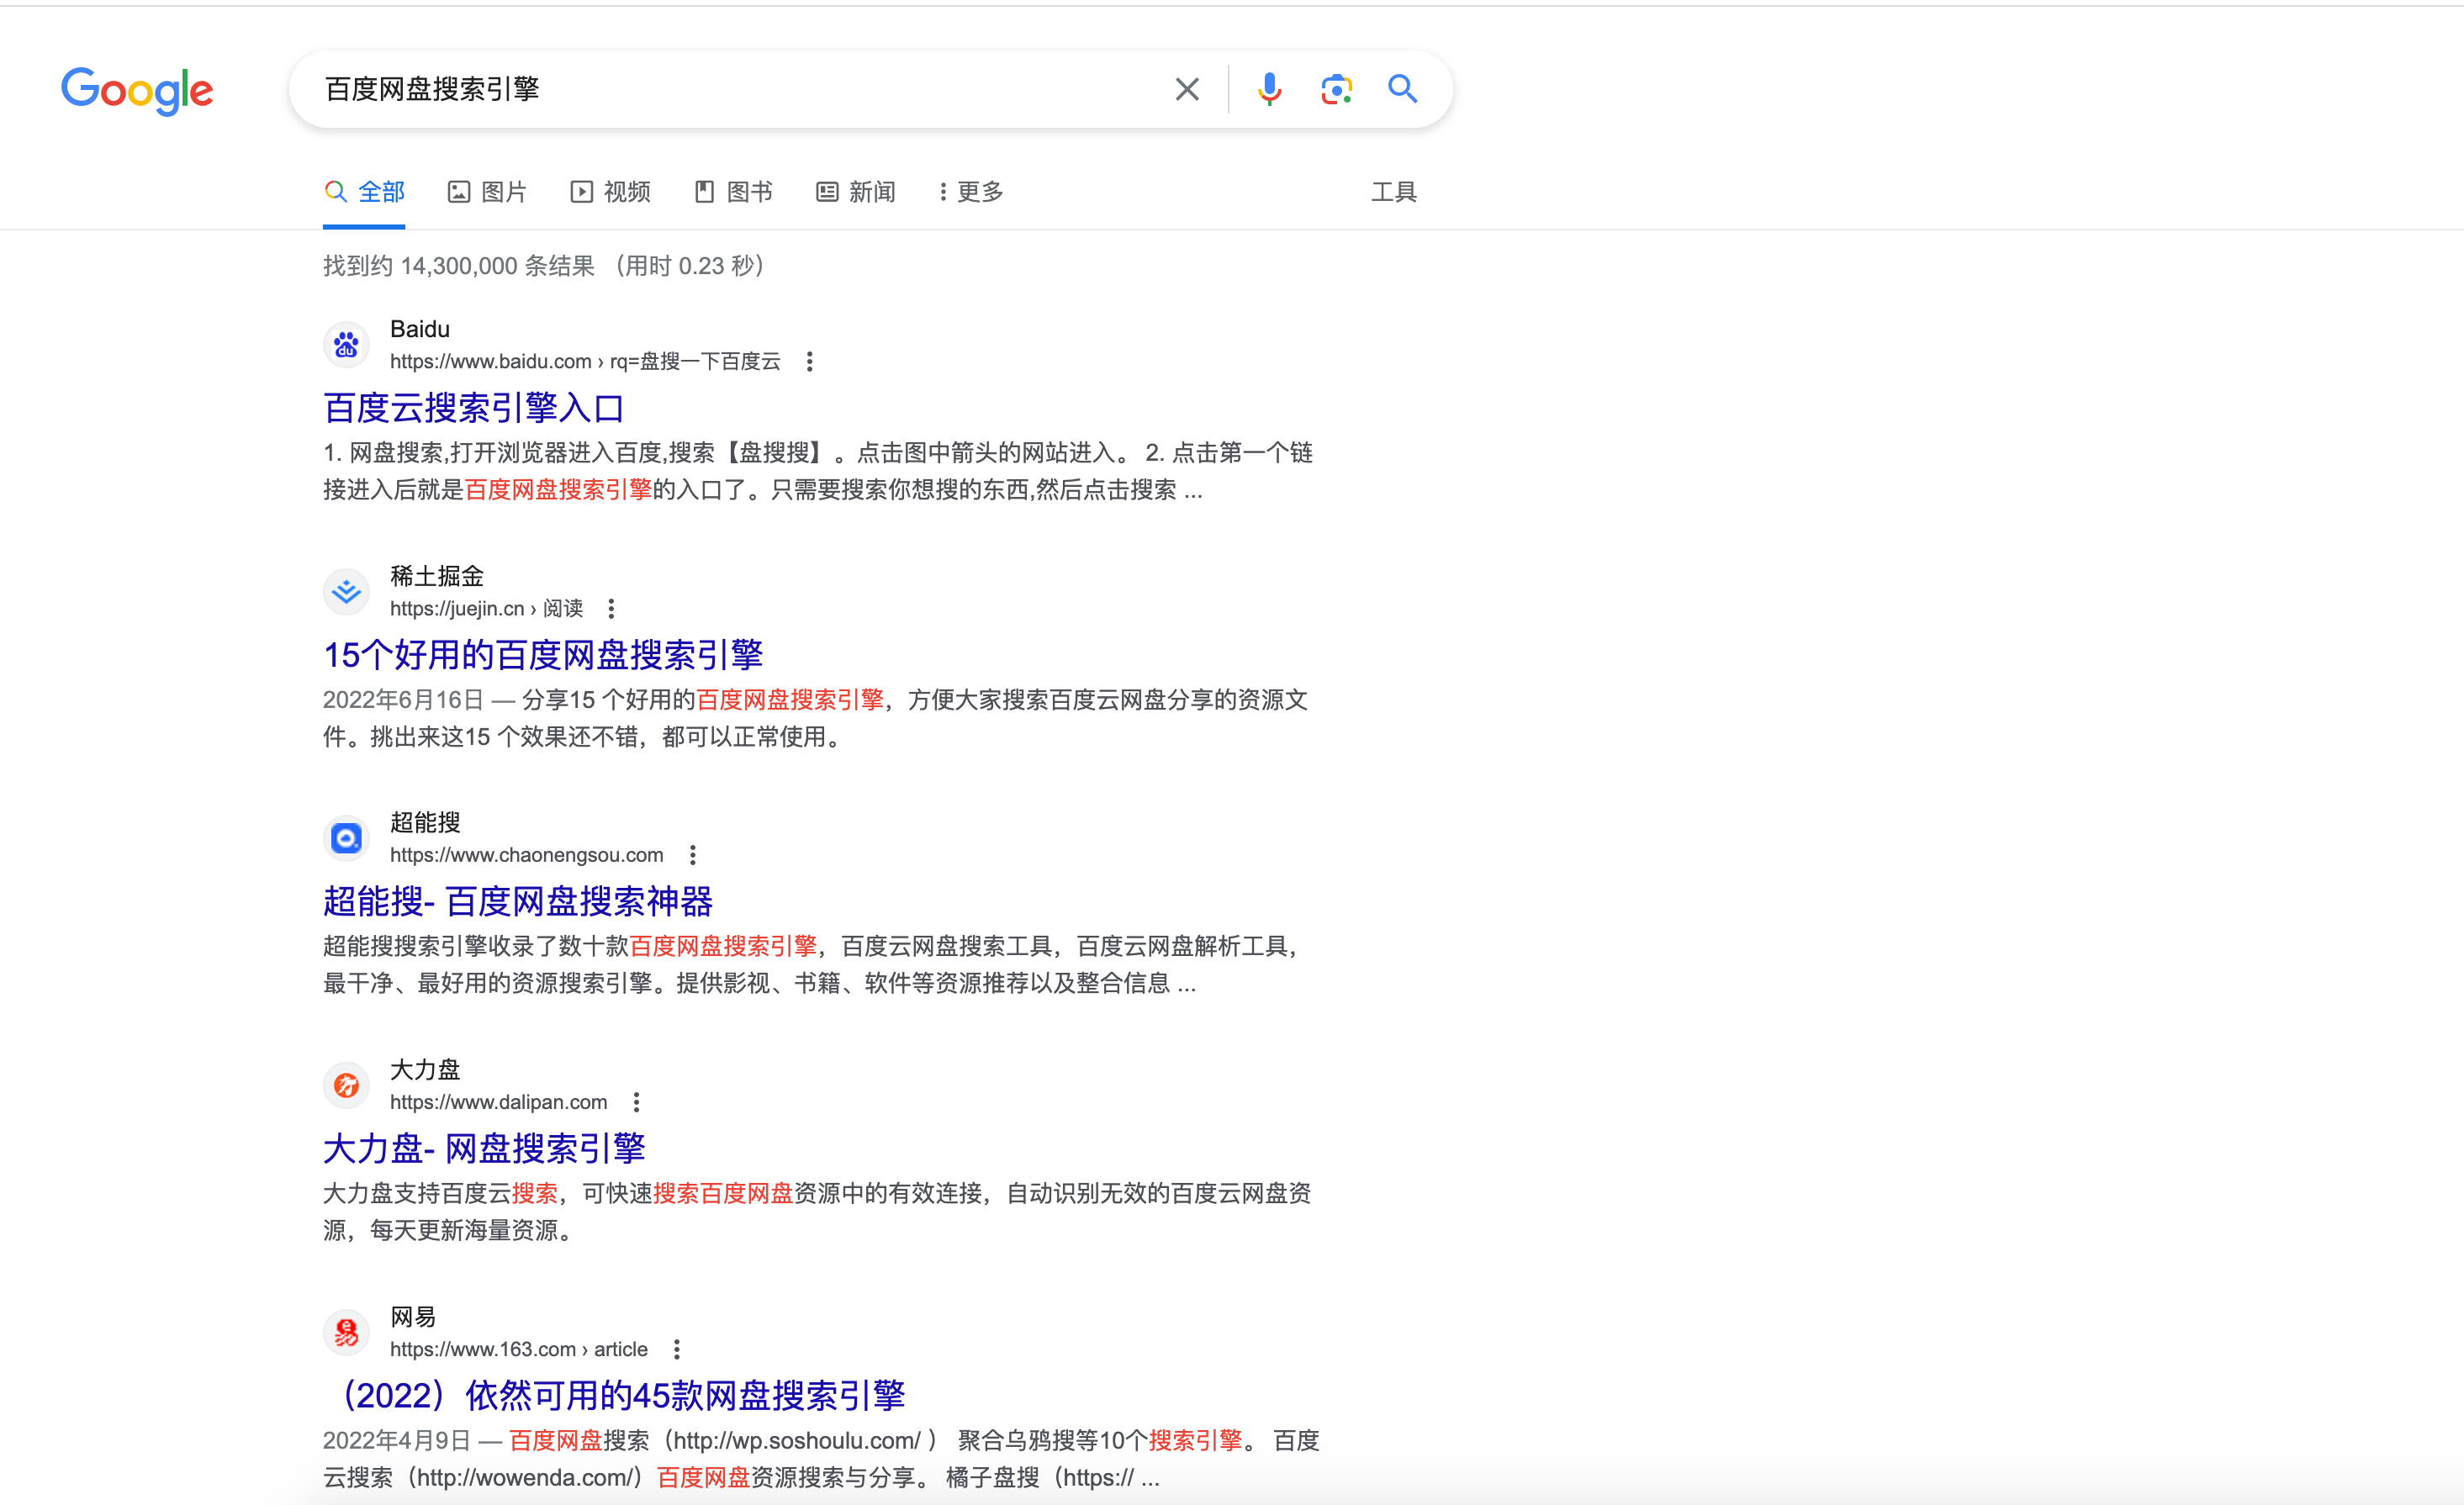 Google
百度网盘搜索引擎
全部 图片 视频 图书 新闻 更多 工具
找到约 14,300,000 条结果 （用时 0.23 秒）
Baidu
https://www.baidu.com › rq=盘搜一下百度云
百度云搜索引擎入口
1. 网盘搜索,打开浏览器进入百度,搜索【盘搜搜】。点击图中箭头的网站进入。 2. 点击第一个链
接进入后就是百度网盘搜索引擎的入口了。只需要搜索你想搜的东西,然后点击搜索 ...
稀土掘金
https://juejin.cn › 阅读
15个好用的百度网盘搜索引擎
2022年6月16日 — 分享15 个好用的百度网盘搜索引擎，方便大家搜索百度云网盘分享的资源文
件。挑出来这15 个效果还不错，都可以正常使用。
超能搜
https://www.chaonengsou.com
超能搜- 百度网盘搜索神器
超能搜搜索引擎收录了数十款百度网盘搜索引擎，百度云网盘搜索工具，百度云网盘解析工具，
最干净、最好用的资源搜索引擎。提供影视、书籍、软件等资源推荐以及整合信息 ...
大力盘
https://www.dalipan.com
大力盘- 网盘搜索引擎
大力盘支持百度云搜索，可快速搜索百度网盘资源中的有效连接，自动识别无效的百度云网盘资
源，每天更新海量资源。
网易
https://www.163.com › article
（2022）依然可用的45款网盘搜索引擎
2022年4月9日 — 百度网盘搜索（http://wp.soshoulu.com/ ） 聚合乌鸦搜等10个搜索引擎。 百度
云搜索（http://wowenda.com/）百度网盘资源搜索与分享。 橘子盘搜（https:// ...